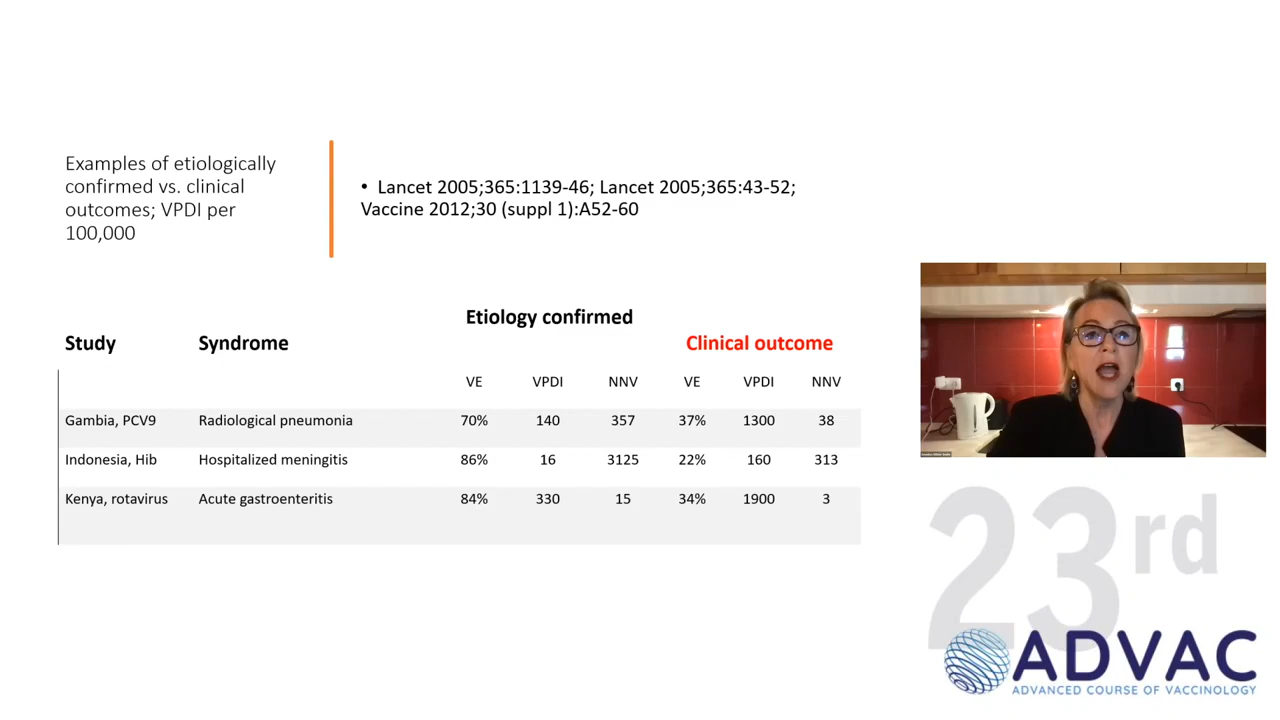 Examples of etiologically
confirmed vs. clinical
outcomes; VPDI per
100,000
• Lancet 2005;365:1139-46; Lancet 2005;365:43-52;
Vaccine 2012;30 (suppl 1):A52-60
Etiology confirmed
Study Syndrome Clinical outcome
VE VPDI NNV VE VPDI NNV
Gambia, PCV9 Radiological pneumonia 70% 140 357 37% 1300 38
Indonesia, Hib Hospitalized meningitis 86% 16 3125 22% 160 313
Kenya, rotavirus Acute gastroenteritis 84% 330 15 34% 1900 3
23rd
ADVAC
ADVANCED COURSE OF VACCINOLOGY